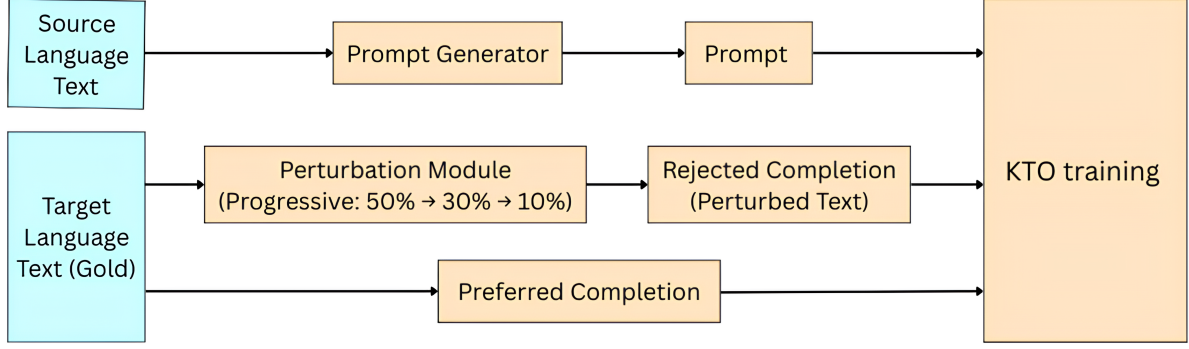 Source
Language
Text
Prompt Generator
Prompt
Target
Language
Text (Gold)
Perturbation Module
(Progressive: 50% → 30% → 10%)
Rejected Completion
(Perturbed Text)
Preferred Completion
KTO training